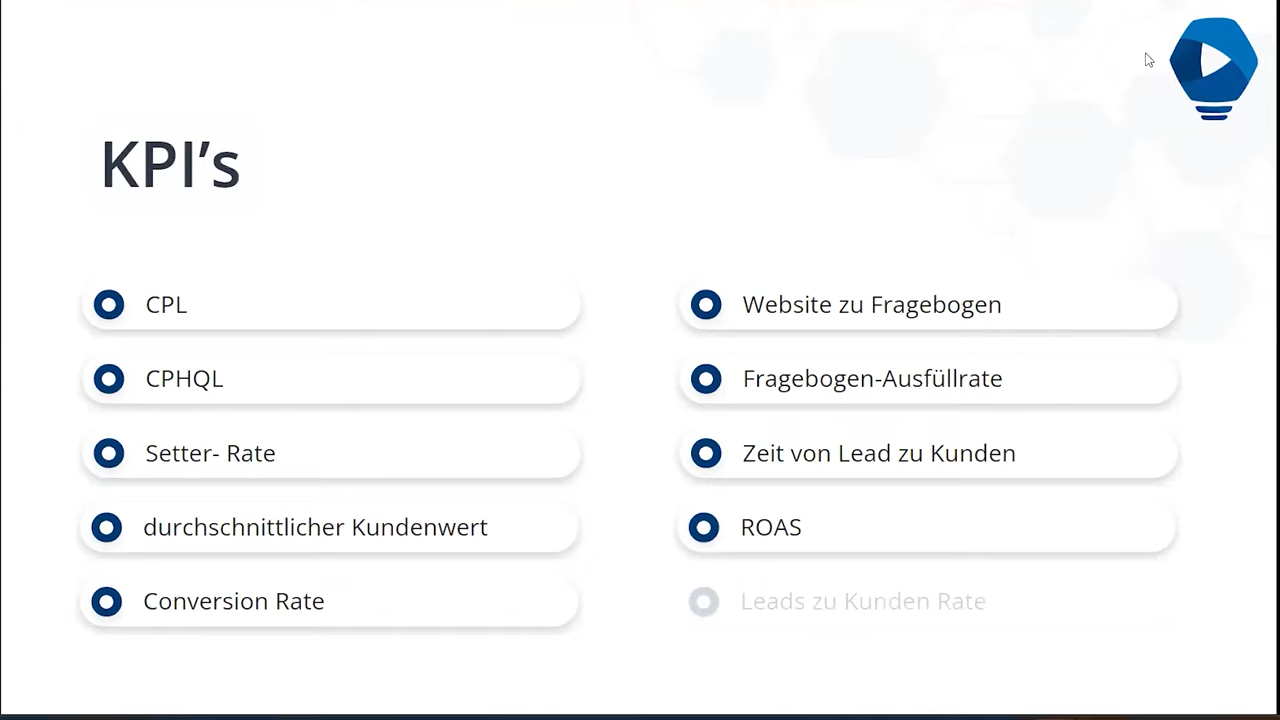 KPI’s
CPL
CPHQL
Setter- Rate
durchschnittlicher Kundenwert
Conversion Rate
Website zu Fragebogen
Fragebogen-Ausfüllrate
Zeit von Lead zu Kunden
ROAS
Leads zu Kunden Rate